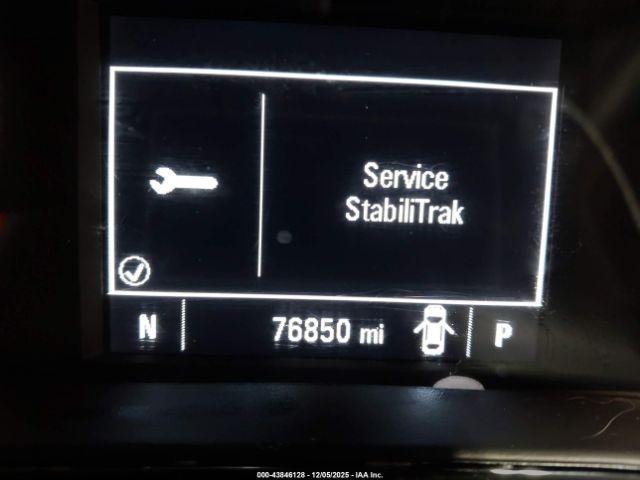 Service
StabiliTrak
N 76850 mi P
000-43846128 - 12/05/2025 - IAA Inc.